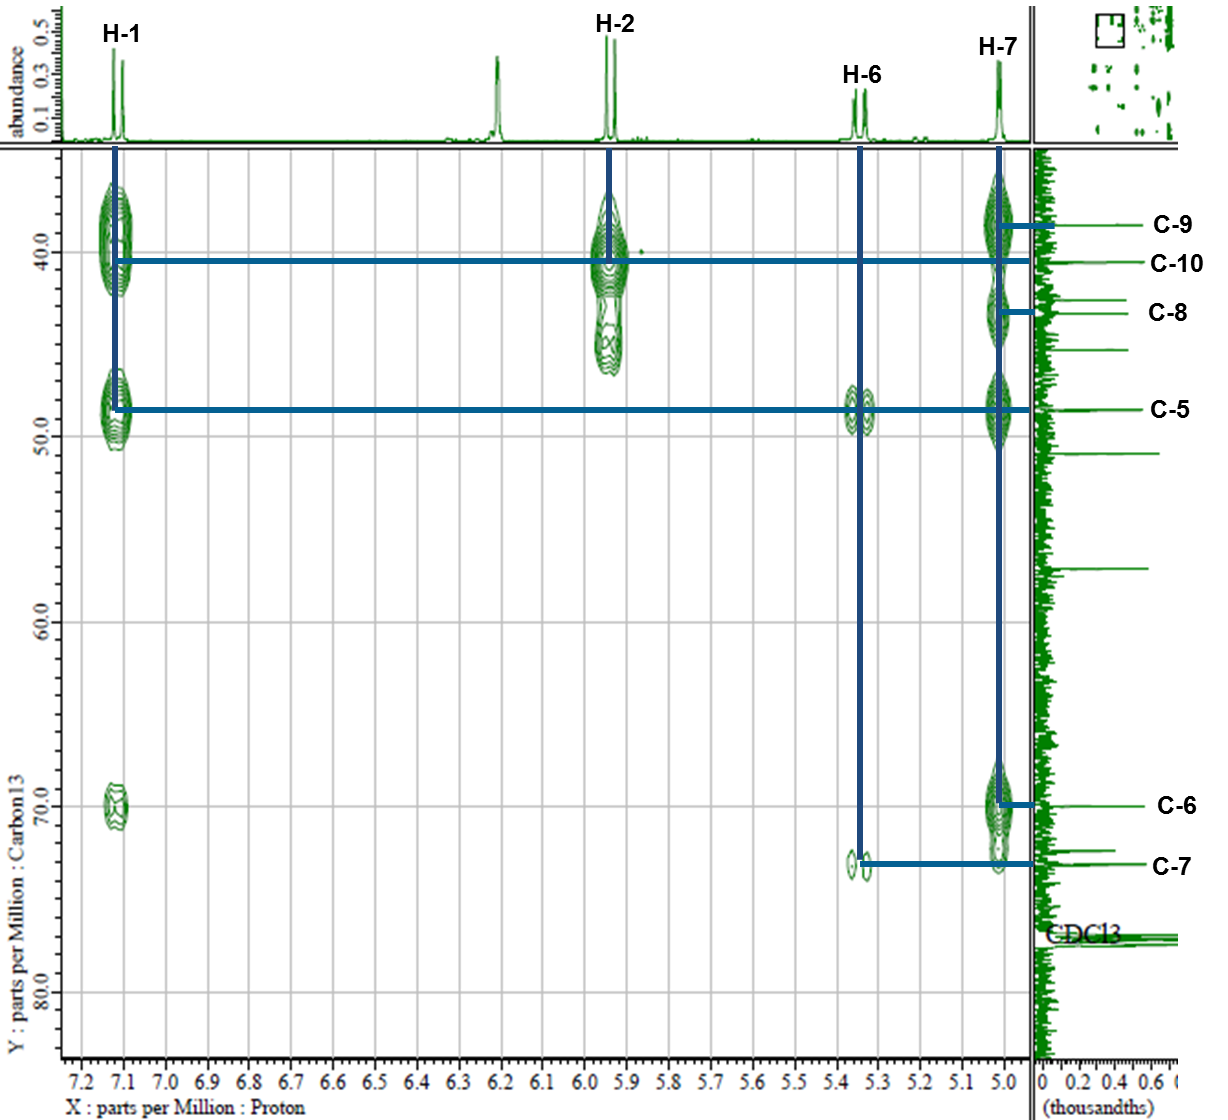 H-1
H-2
H-7
H-6
abundance
0.1 0.3 0.5
C-9
C-10
C-8
C-5
C-6
C-7
CDCl3
40.0
50.0
60.0
70.0
80.0
Y : parts per Million : Carbon13
7.2 7.1 7.0 6.9 6.8 6.7 6.6 6.5 6.4 6.3 6.2 6.1 6.0 5.9 5.8 5.7 5.6 5.5 5.4 5.3 5.2 5.1 5.0
0 0.2 0.4 0.6
X : parts per Million : Proton
(thousandths)